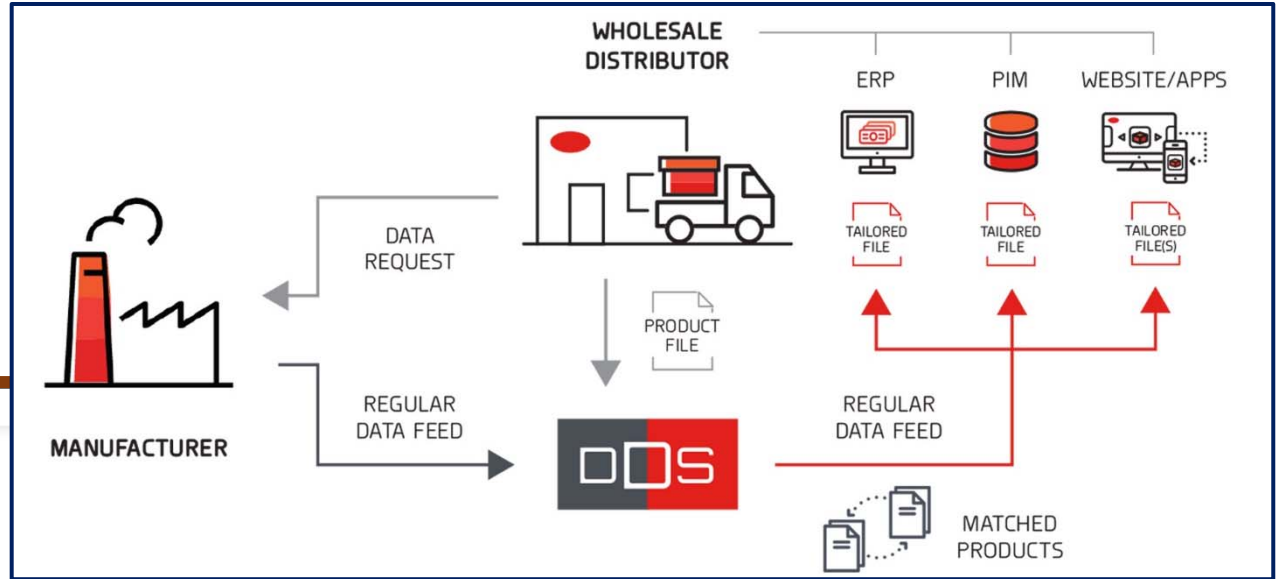 WHOLESALE
DISTRIBUTOR
ERP
PIM
WEBSITE/APPS
TAILORED
FILE
TAILORED
FILE
TAILORED
FILE(S)
DATA
REQUEST
PRODUCT
FILE
MANUFACTURER
REGULAR
DATA FEED
DDS
REGULAR
DATA FEED
MATCHED
PRODUCTS